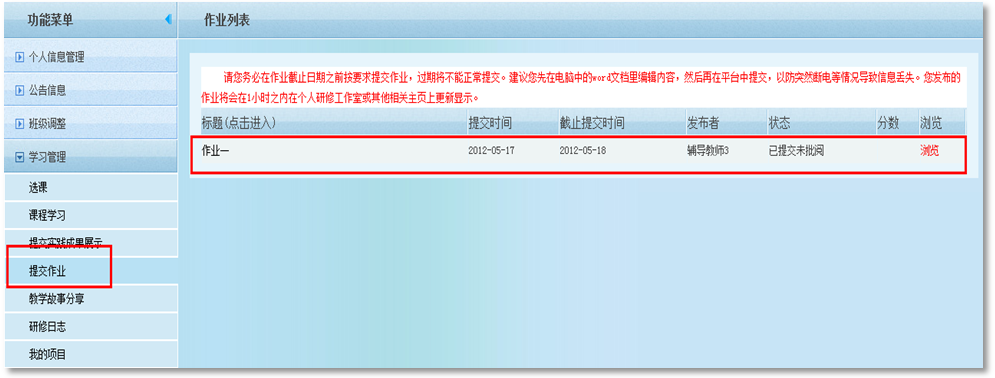 功能菜单
作业列表
个人信息管理
公告信息
班级调整
学习管理
选课
课程学习
提交实践成果展示
提交作业
教学故事分享
研修日志
我的项目
请您务必在作业截止日期之前按要求提交作业，过期将不能正常提交。建议您先在电脑中的word文档里编辑内容，然后再在平台中提交，以防突然断电等情况导致信息丢失。您发布的
作业将会在1小时之内在个人研修工作室或其他相关主页上更新显示。
标题(点击进入) 提交时间 截止提交时间 发布者 状态 分数 浏览
作业一 2012-05-17 2012-05-18 辅导教师3 已提交未批阅 浏览